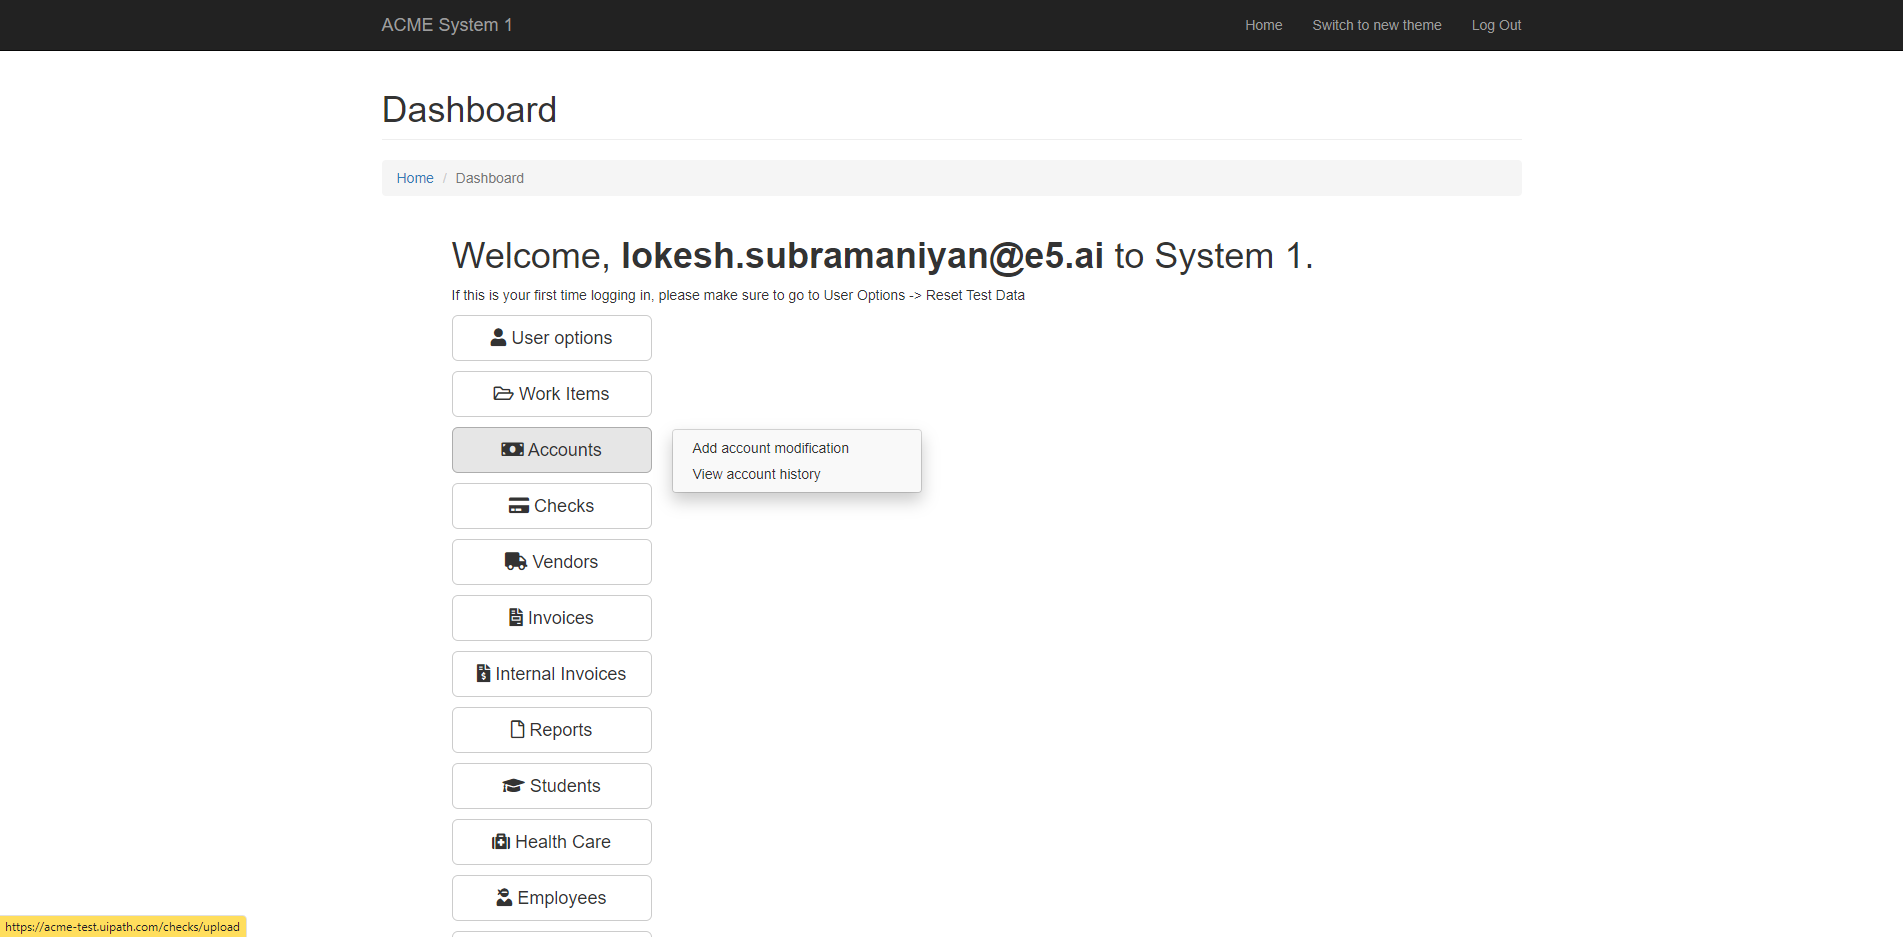 ACME System 1 Home Switch to new theme Log Out
Dashboard
Home / Dashboard
Welcome, lokesh.subramaniyan@e5.ai to System 1.
If this is your first time logging in, please make sure to go to User Options -> Reset Test Data
User options
Work Items
Accounts
Add account modification
View account history
Checks
Vendors
Invoices
Internal Invoices
Reports
Students
Health Care
Employees
https://acme-test.uipath.com/checks/upload